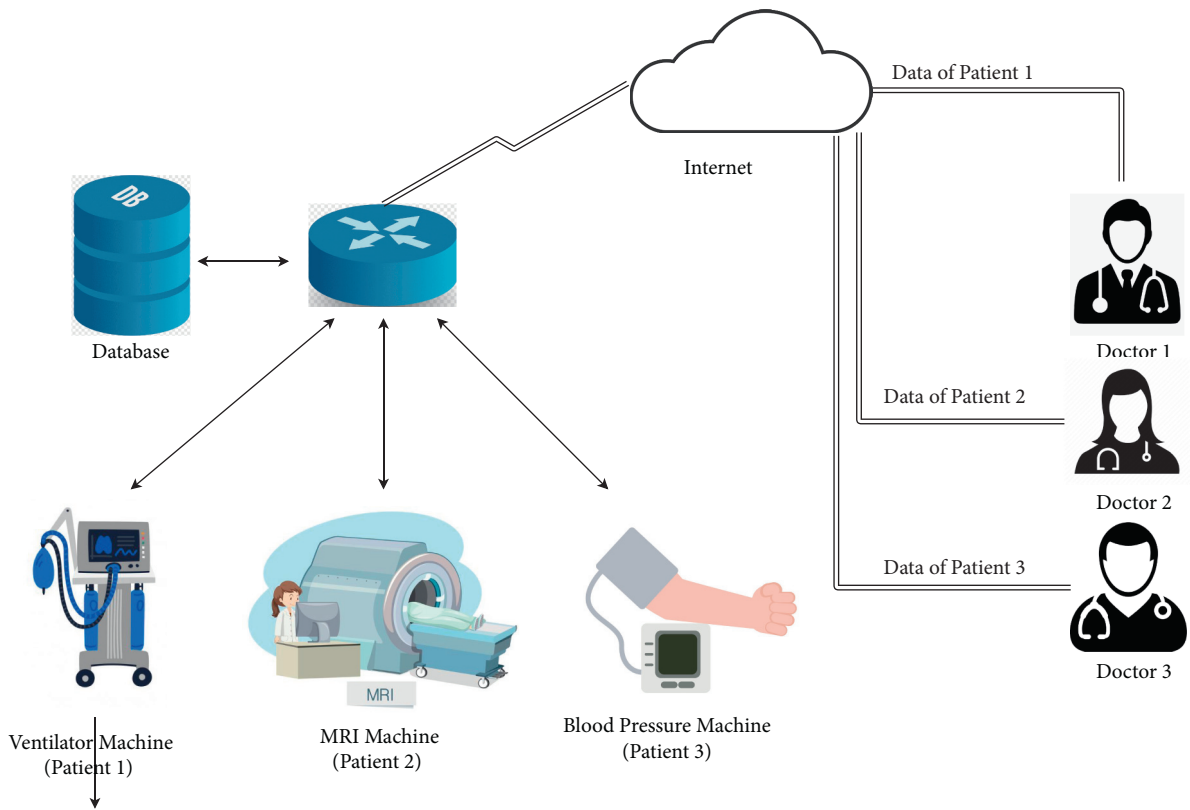 Data of Patient 1
Internet
DB
Database
Doctor 1
Data of Patient 2
Doctor 2
Data of Patient 3
Doctor 3
MRI
Ventilator Machine
(Patient 1)
MRI Machine
(Patient 2)
Blood Pressure Machine
(Patient 3)